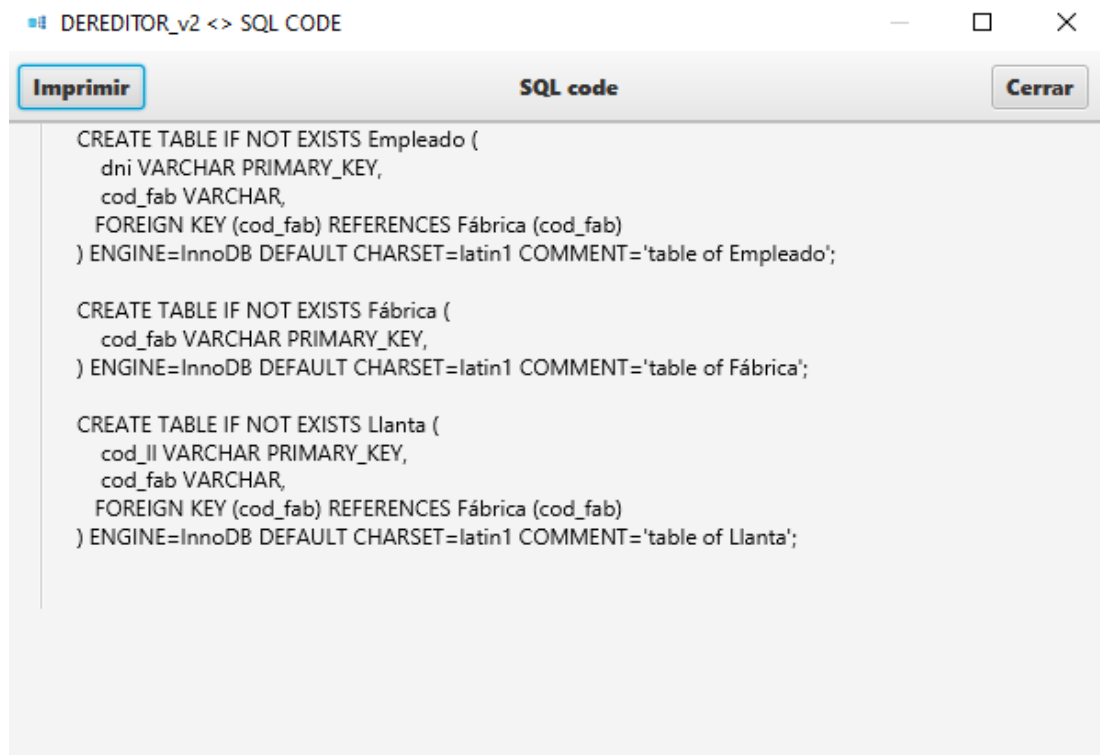 DEREDITOR_v2 <> SQL CODE
Imprimir SQL code Cerrar
CREATE TABLE IF NOT EXISTS Empleado (
dni VARCHAR PRIMARY_KEY,
cod_fab VARCHAR,
FOREIGN KEY (cod_fab) REFERENCES Fábrica (cod_fab)
) ENGINE=InnoDB DEFAULT CHARSET=latin1 COMMENT='table of Empleado';
CREATE TABLE IF NOT EXISTS Fábrica (
cod_fab VARCHAR PRIMARY_KEY,
) ENGINE=InnoDB DEFAULT CHARSET=latin1 COMMENT='table of Fábrica';
CREATE TABLE IF NOT EXISTS Llanta (
cod_ll VARCHAR PRIMARY_KEY,
cod_fab VARCHAR,
FOREIGN KEY (cod_fab) REFERENCES Fábrica (cod_fab)
) ENGINE=InnoDB DEFAULT CHARSET=latin1 COMMENT='table of Llanta';